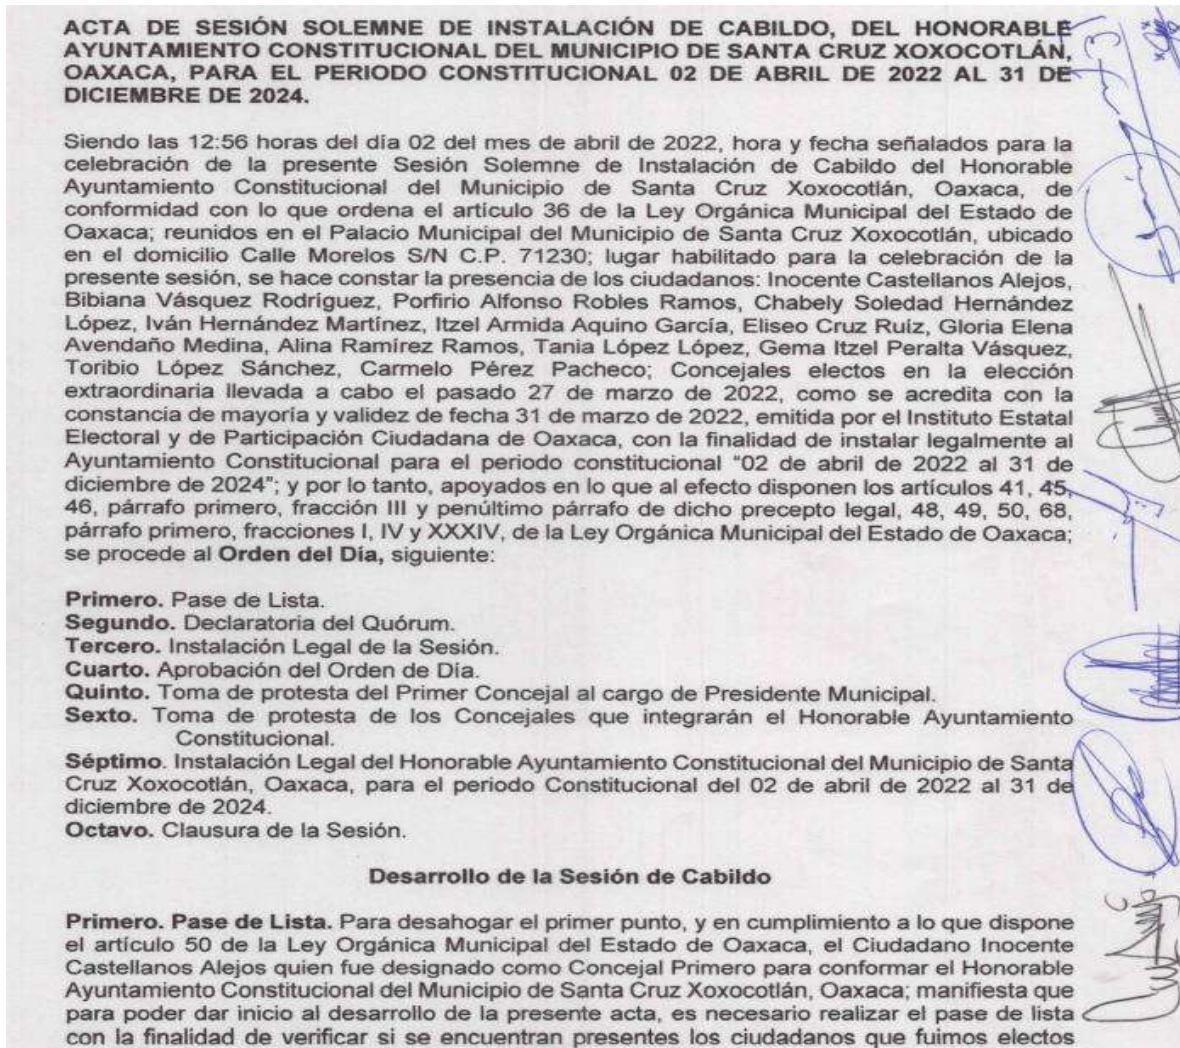 ACTA DE SESIÓN SOLEMNE DE INSTALACIÓN DE CABILDO, DEL HONORABLE
AYUNTAMIENTO CONSTITUCIONAL DEL MUNICIPIO DE SANTA CRUZ XOXOCOTLÁN,
OAXACA, PARA EL PERIODO CONSTITUCIONAL 02 DE ABRIL DE 2022 AL 31 DE
DICIEMBRE DE 2024.
Siendo las 12:56 horas del día 02 del mes de abril de 2022, hora y fecha señalados para la
celebración de la presente Sesión Solemne de Instalación de Cabildo del Honorable
Ayuntamiento Constitucional del Municipio de Santa Cruz Xoxocotlán, Oaxaca, de
conformidad con lo que ordena el artículo 36 de la Ley Orgánica Municipal del Estado de
Oaxaca; reunidos en el Palacio Municipal del Municipio de Santa Cruz Xoxocotlán, ubicado
en el domicilio Calle Morelos S/N C.P. 71230; lugar habilitado para la celebración de la
presente sesión, se hace constar la presencia de los ciudadanos: Inocente Castellanos Alejos,
Bibiana Vásquez Rodríguez, Porfirio Alfonso Robles Ramos, Chabely Soledad Hernández
López, Iván Hernández Martínez, Itzel Armida Aquino García, Eliseo Cruz Ruíz, Gloria Elena
Avendaño Medina, Alina Ramírez Ramos, Tania López López, Gema Itzel Peralta Vásquez,
Toribio López Sánchez, Carmelo Pérez Pacheco; Concejales electos en la elección
extraordinaria llevada a cabo el pasado 27 de marzo de 2022, como se acredita con la
constancia de mayoría y validez de fecha 31 de marzo de 2022, emitida por el Instituto Estatal
Electoral y de Participación Ciudadana de Oaxaca, con la finalidad de instalar legalmente al
Ayuntamiento Constitucional para el periodo constitucional "02 de abril de 2022 al 31 de
diciembre de 2024"; y por lo tanto, apoyados en lo que al efecto disponen los artículos 41, 45,
46, párrafo primero, fracción III y penúltimo párrafo de dicho precepto legal, 48, 49, 50, 68,
párrafo primero, fracciones I, IV y XXXIV, de la Ley Orgánica Municipal del Estado de Oaxaca;
se procede al Orden del Día, siguiente:
Primero. Pase de Lista.
Segundo. Declaratoria del Quórum.
Tercero. Instalación Legal de la Sesión.
Cuarto. Aprobación del Orden de Día.
Quinto. Toma de protesta del Primer Concejal al cargo de Presidente Municipal.
Sexto. Toma de protesta de los Concejales que integrarán el Honorable Ayuntamiento
Constitucional.
Séptimo. Instalación Legal del Honorable Ayuntamiento Constitucional del Municipio de Santa
Cruz Xoxocotlán, Oaxaca, para el periodo Constitucional del 02 de abril de 2022 al 31 de
diciembre de 2024.
Octavo. Clausura de la Sesión.
Desarrollo de la Sesión de Cabildo
Primero. Pase de Lista. Para desahogar el primer punto, y en cumplimiento a lo que dispone
el artículo 50 de la Ley Orgánica Municipal del Estado de Oaxaca, el Ciudadano Inocente
Castellanos Alejos quien fue designado como Concejal Primero para conformar el Honorable
Ayuntamiento Constitucional del Municipio de Santa Cruz Xoxocotlán, Oaxaca; manifiesta que
para poder dar inicio al desarrollo de la presente acta, es necesario realizar el pase de lista
con la finalidad de verificar si se encuentran presentes los ciudadanos que fuimos electos